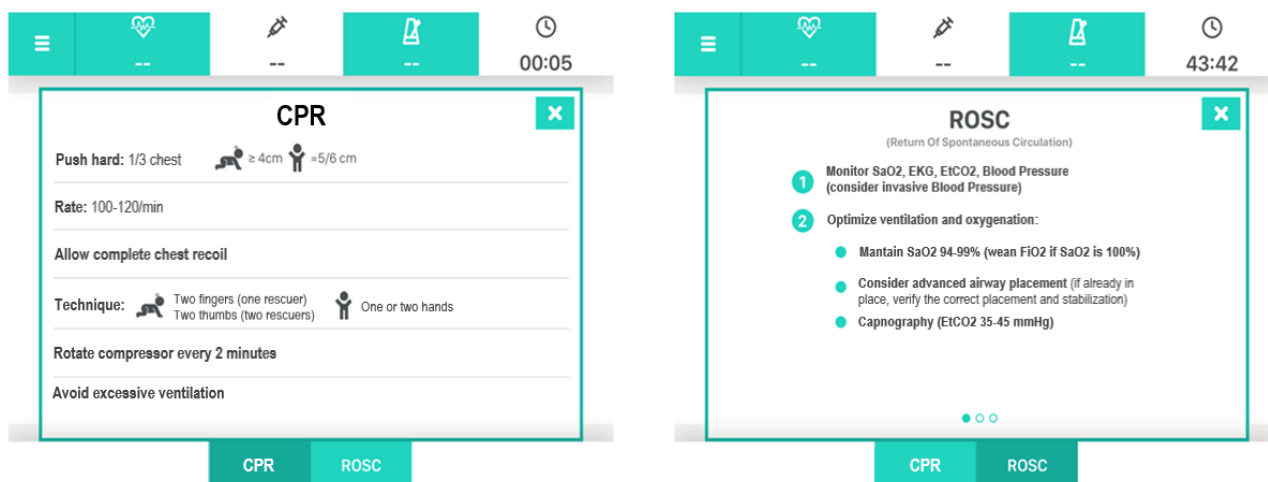 -- -- -- 00:05
CPR
Push hard: 1/3 chest ≥ 4cm =5/6 cm
Rate: 100-120/min
Allow complete chest recoil
Technique: Two fingers (one rescuer)
Two thumbs (two rescuers)
One or two hands
Rotate compressor every 2 minutes
Avoid excessive ventilation
CPR ROSC
-- -- -- 43:42
ROSC
(Return Of Spontaneous Circulation)
1 Monitor SaO2, EKG, EtCO2, Blood Pressure
(consider invasive Blood Pressure)
2 Optimize ventilation and oxygenation:
Mantain SaO2 94-99% (wean FiO2 if SaO2 is 100%)
Consider advanced airway placement (if already in
place, verify the correct placement and stabilization)
Capnography (EtCO2 35-45 mmHg)
CPR ROSC